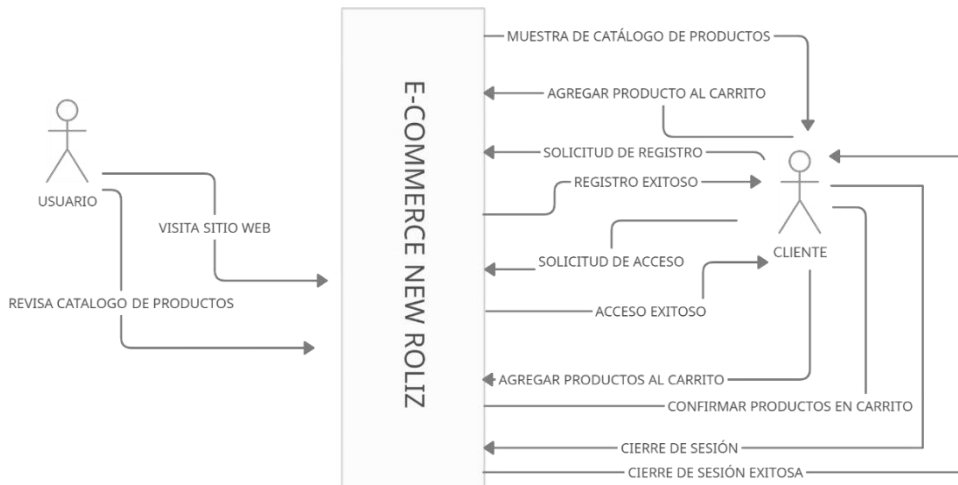 MUESTRA DE CATÁLOGO DE PRODUCTOS
E-COMMERCE NEW ROLIZ
AGREGAR PRODUCTO AL CARRITO
SOLICITUD DE REGISTRO
REGISTRO EXITOSO
USUARIO
VISITA SITIO WEB
CLIENTE
SOLICITUD DE ACCESO
REVISA CATALOGO DE PRODUCTOS
ACCESO EXITOSO
AGREGAR PRODUCTOS AL CARRITO
CONFIRMAR PRODUCTOS EN CARRITO
CIERRE DE SESIÓN
CIERRE DE SESIÓN EXITOSA